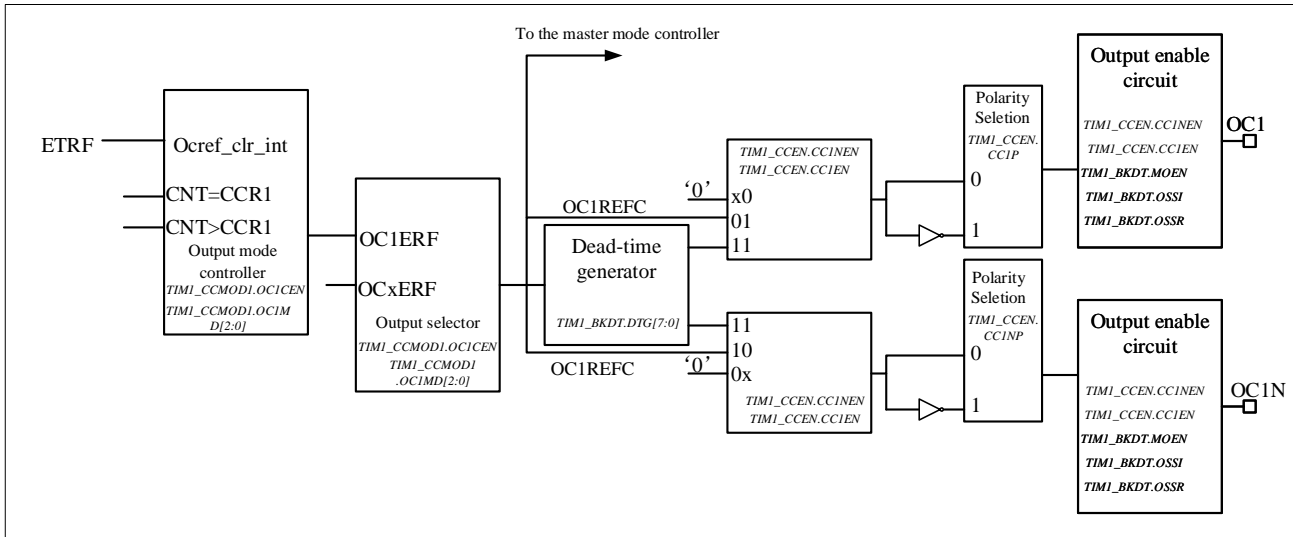 To the master mode controller
ETRF
Ocref_clr_int
CNT=CCR1
CNT>CCR1
Output mode
controller
TIM1_CCMOD1.OC1CEN
TIM1_CCMOD1.OC1M
D[2:0]
OC1ERF
OCxERF
Output selector
TIM1_CCMOD1.OC1CEN
TIM1_CCMOD1
.OC1MD[2:0]
OC1REFC
Dead-time
generator
TIM1_BKDT.DTG[7:0]
OC1REFC
TIM1_CCEN.CC1NEN
TIM1_CCEN.CC1EN
‘0’
x0
01
11
11
10
‘0’
0x
TIM1_CCEN.CC1NEN
TIM1_CCEN.CC1EN
Polarity
Seletion
TIM1_CCEN.
CC1P
0
1
Polarity
Seletion
TIM1_CCEN.
CC1NP
0
1
Output enable
circuit
TIM1_CCEN.CC1NEN
TIM1_CCEN.CC1EN
TIM1_BKDT.MOEN
TIM1_BKDT.OSSI
TIM1_BKDT.OSSR
OC1
Output enable
circuit
TIM1_CCEN.CC1NEN
TIM1_CCEN.CC1EN
TIM1_BKDT.MOEN
TIM1_BKDT.OSSI
TIM1_BKDT.OSSR
OC1N